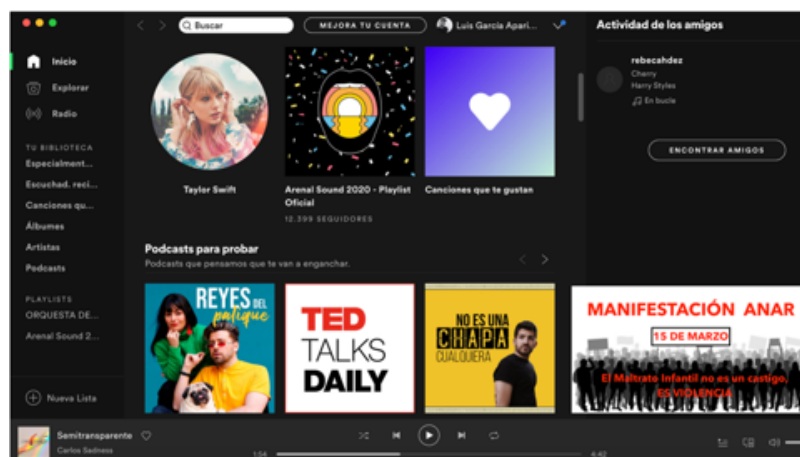 Buscar
MEJORA TU CUENTA
Luis García Apari...
Actividad de los amigos
Inicio
Explorar
Radio
TU BIBLIOTECA
Especialment...
Escuchad. reci...
Canciones qu...
Álbumes
Artistas
Podcasts
PLAYLISTS
ORQUESTA DE...
Arenal Sound 2...
Nueva Lista
Taylor Swift
Arenal Sound 2020 - Playlist
Oficial
12.399 SEGUIDORES
Canciones que te gustan
Podcasts para probar
Podcasts que pensamos que te van a enganchar.
REYES DEL
palique
TED
TALKS
DAILY
NO ES UNA
CHAPA
CUALQUIERA
rebecahdez
Cherry
Harry Styles
En bucle
ENCONTRAR AMIGOS
MANIFESTACIÓN ANAR
15 DE MARZO
El Maltrato Infantil no es un castigo,
ES VIOLENCIA
Semitransparente
Carlos Sadness
1:54
4:42